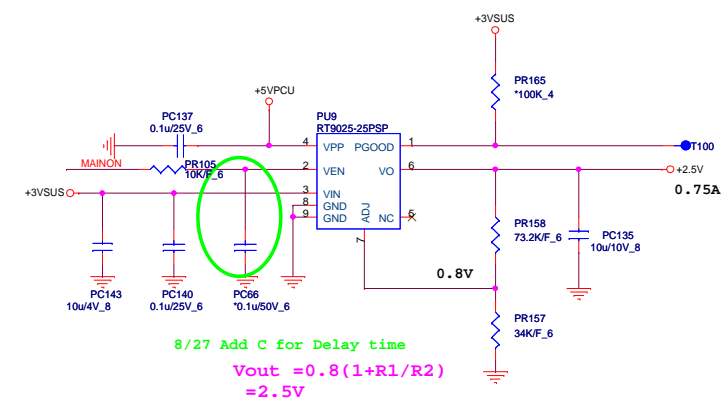 +3VSUS
PR165
*100K_4
+5VPCU
PC137
0.1u/25V_6
PU9
RT9025-25PSP
4
VPP
PGOOD
1
T100
MAINON
PR105
10K/F_6
2
VEN
VO
6
+2.5V
0.75A
+3VSUS
3
VIN
8
GND
9
GND
ADJ
NC
5
7
PR158
73.2K/F_6
PC135
10u/10V_8
0.8V
PC143
10u/4V_8
PC140
0.1u/25V_6
PC66
*0.1u/50V_6
PR157
34K/F_6
8/27 Add C for Delay time
Vout =0.8(1+R1/R2)
=2.5V